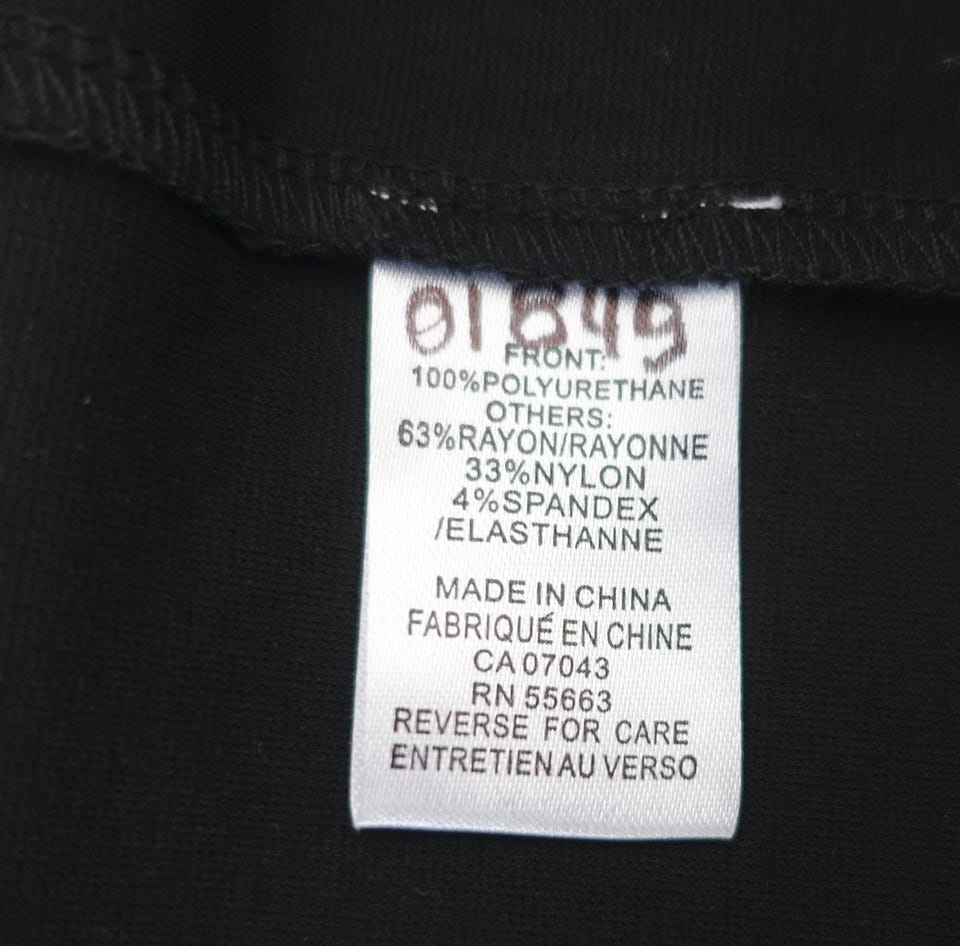 01B49
FRONT:
100%POLYURETHANE
OTHERS:
63%RAYON/RAYONNE
33%NYLON
4%SPANDEX
/ELASTHANNE
MADE IN CHINA
FABRIQUÉ EN CHINE
CA 07043
RN 55663
REVERSE FOR CARE
ENTRETIEN AU VERSO